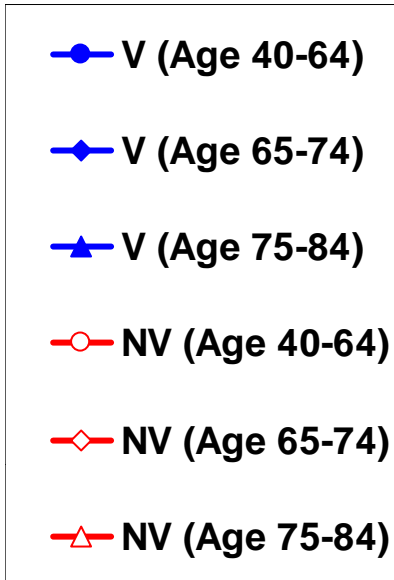 V (Age 40-64)
V (Age 65-74)
V (Age 75-84)
NV (Age 40-64)
NV (Age 65-74)
NV (Age 75-84)